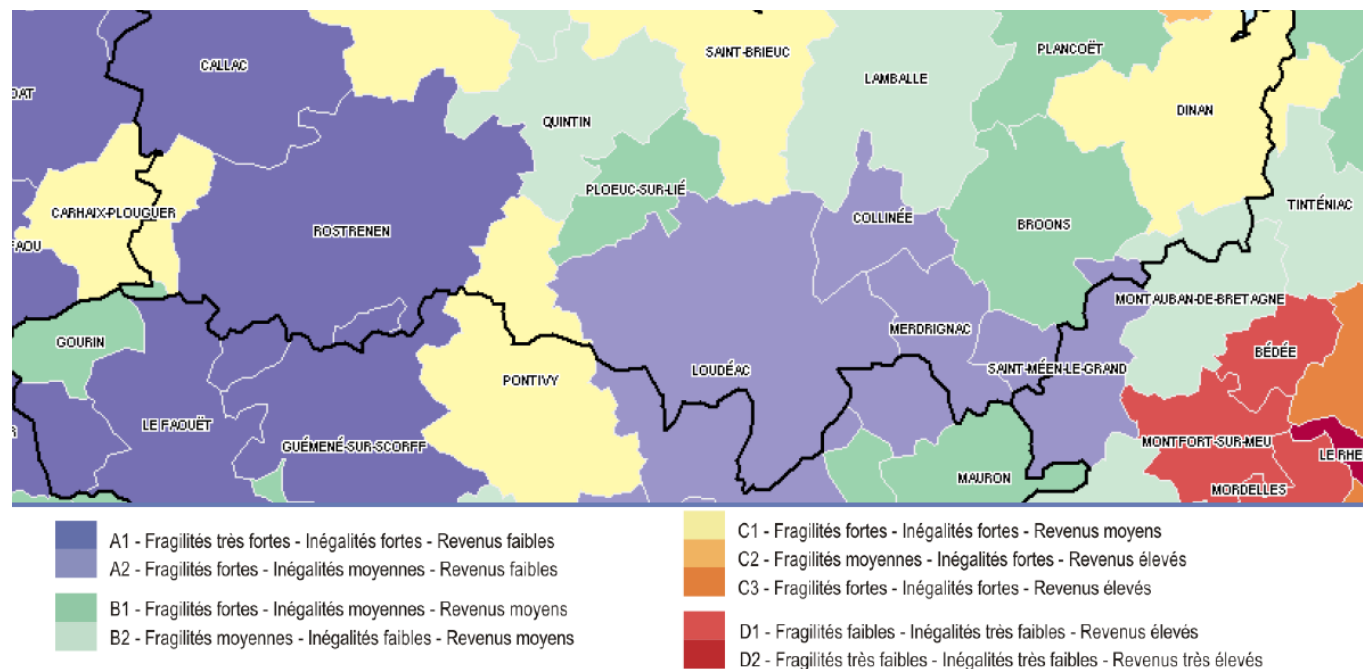 SAINT-BRIEUC
PLANCOËT
CALLAC
LAMBALLE
DAT
DINAN
QUINTIN
PLOEUC-SUR-LIÉ
TINTÉNIAC
CARHAIX-PLOUGUER
COLLINÉE
BROONS
ROSTRENEN
FAOU
MONTAUBAN-DE-BRETAGNE
MERDRIGNAC
GOURIN
BÉDÉE
LOUDÉAC
SAINT-MÉEN-LE-GRAND
PONTIVY
LE FAOUËT
R
GUÉMENÉ-SUR-SCORFF
MONTFORT-SUR-MEU
LE RHE
MAURON
MORDELLES
A1 - Fragilités très fortes - Inégalités fortes - Revenus faibles
A2 - Fragilités fortes - Inégalités moyennes - Revenus faibles
B1 - Fragilités fortes - Inégalités moyennes - Revenus moyens
B2 - Fragilités moyennes - Inégalités faibles - Revenus moyens
C1 - Fragilités fortes - Inégalités fortes - Revenus moyens
C2 - Fragilités moyennes - Inégalités fortes - Revenus élevés
C3 - Fragilités fortes - Inégalités fortes - Revenus élevés
D1 - Fragilités faibles - Inégalités très faibles - Revenus élevés
D2 - Fragilités très faibles - Inégalités très faibles - Revenus très élevés